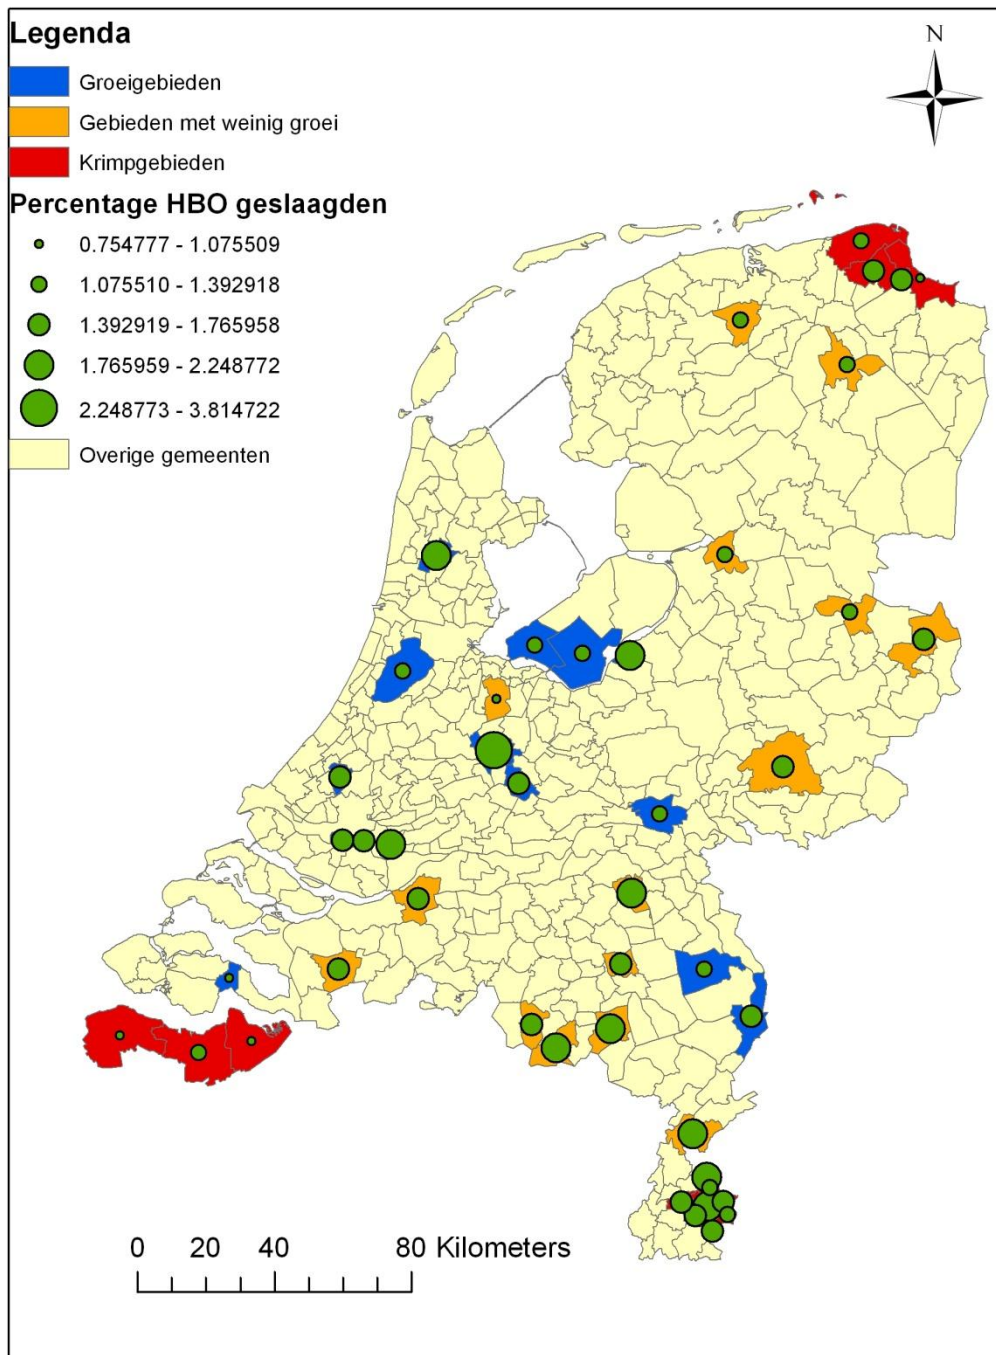 Legenda
N
Groeigebieden
Gebieden met weinig groei
Krimpgebieden
Percentage HBO geslaagden
0.754777 - 1.075509
1.075510 - 1.392918
1.392919 - 1.765958
1.765959 - 2.248772
2.248773 - 3.814722
Overige gemeenten
0 20 40 80 Kilometers